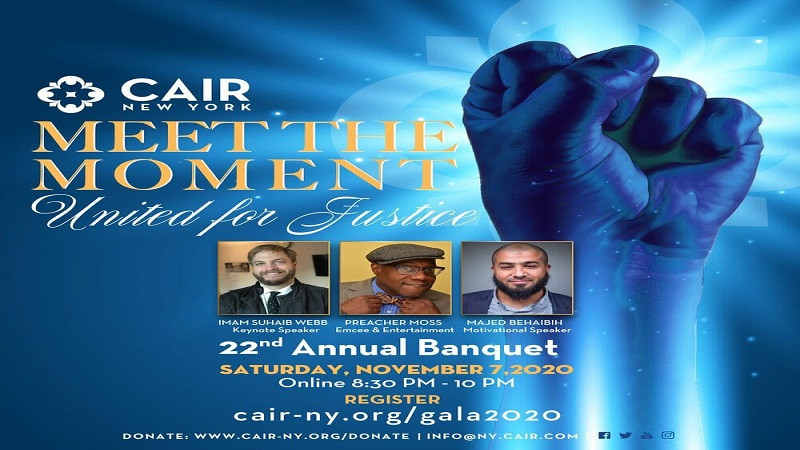 CAIR
NEW YORK
MEET THE
MOMENT
United for Justice
IMAM SUHAIB WEBB
Keynote Speaker
PREACHER MOSS
Emcee & Entertainment
MAJED BEHAIBIH
Motivational Speaker
22nd Annual Banquet
SATURDAY, NOVEMBER 7,2020
Online 8:30 PM - 10 PM
REGISTER
cair-ny.org/gala2020
DONATE: WWW.CAIR-NY.ORG/DONATE | INFO@NY.CAIR.COM